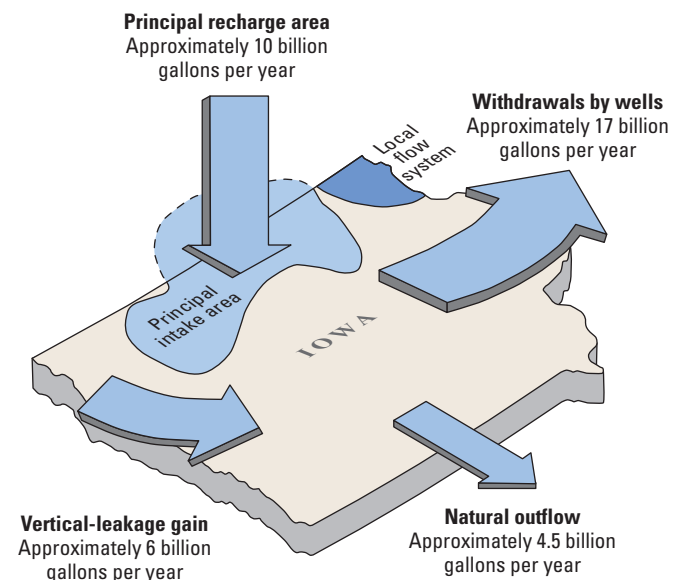 Principal recharge area
Approximately 10 billion
gallons per year
Withdrawals by wells
Approximately 17 billion
gallons per year
Local
flow
system
Principal
intake area
IOWA
Vertical-leakage gain
Approximately 6 billion
gallons per year
Natural outflow
Approximately 4.5 billion
gallons per year